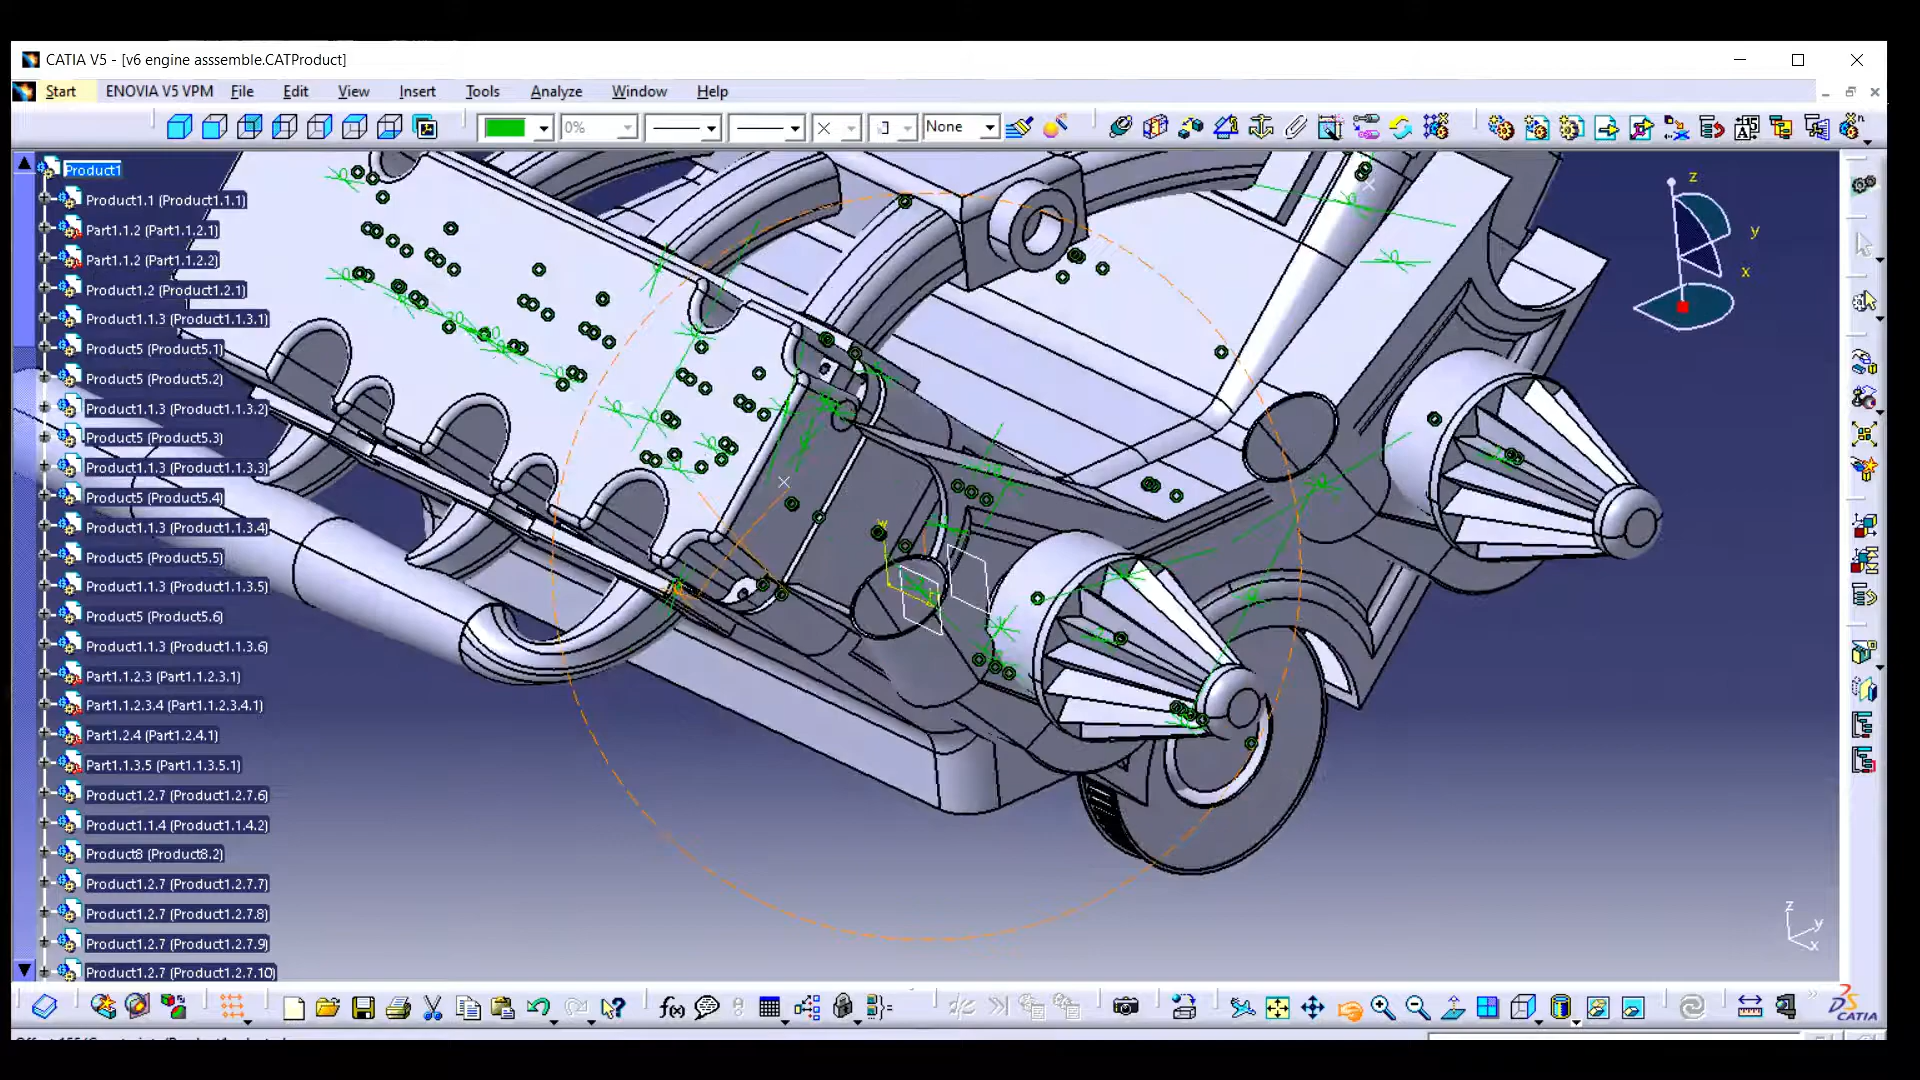 CATIA V5 - [v6 engine asssemble.CATProduct]
Start ENOVIA V5 VPM File Edit View Insert Tools Analyze Window Help
0% None
Product1
Product1.1 (Product1.1.1)
Part1.1.2 (Part1.1.2.1)
Part1.1.2 (Part1.1.2.2)
Product1.2 (Product1.2.1)
Product1.1.3 (Product1.1.3.1)
Product5 (Product5.1)
Product5 (Product5.2)
Product1.1.3 (Product1.1.3.2)
Product5 (Product5.3)
Product1.1.3 (Product1.1.3.3)
Product5 (Product5.4)
Product1.1.3 (Product1.1.3.4)
Product5 (Product5.5)
Product1.1.3 (Product1.1.3.5)
Product5 (Product5.6)
Product1.1.3 (Product1.1.3.6)
Part1.1.2.3 (Part1.1.2.3.1)
Part1.1.2.3.4 (Part1.1.2.3.4.1)
Part1.2.4 (Part1.2.4.1)
Part1.1.3.5 (Part1.1.3.5.1)
Product1.2.7 (Product1.2.7.6)
Product1.1.4 (Product1.1.4.2)
Product8 (Product8.2)
Product1.2.7 (Product1.2.7.7)
Product1.2.7 (Product1.2.7.8)
Product1.2.7 (Product1.2.7.9)
Product1.2.7 (Product1.2.7.10)
z
y
x
z
y
x
f(x)
CATIA